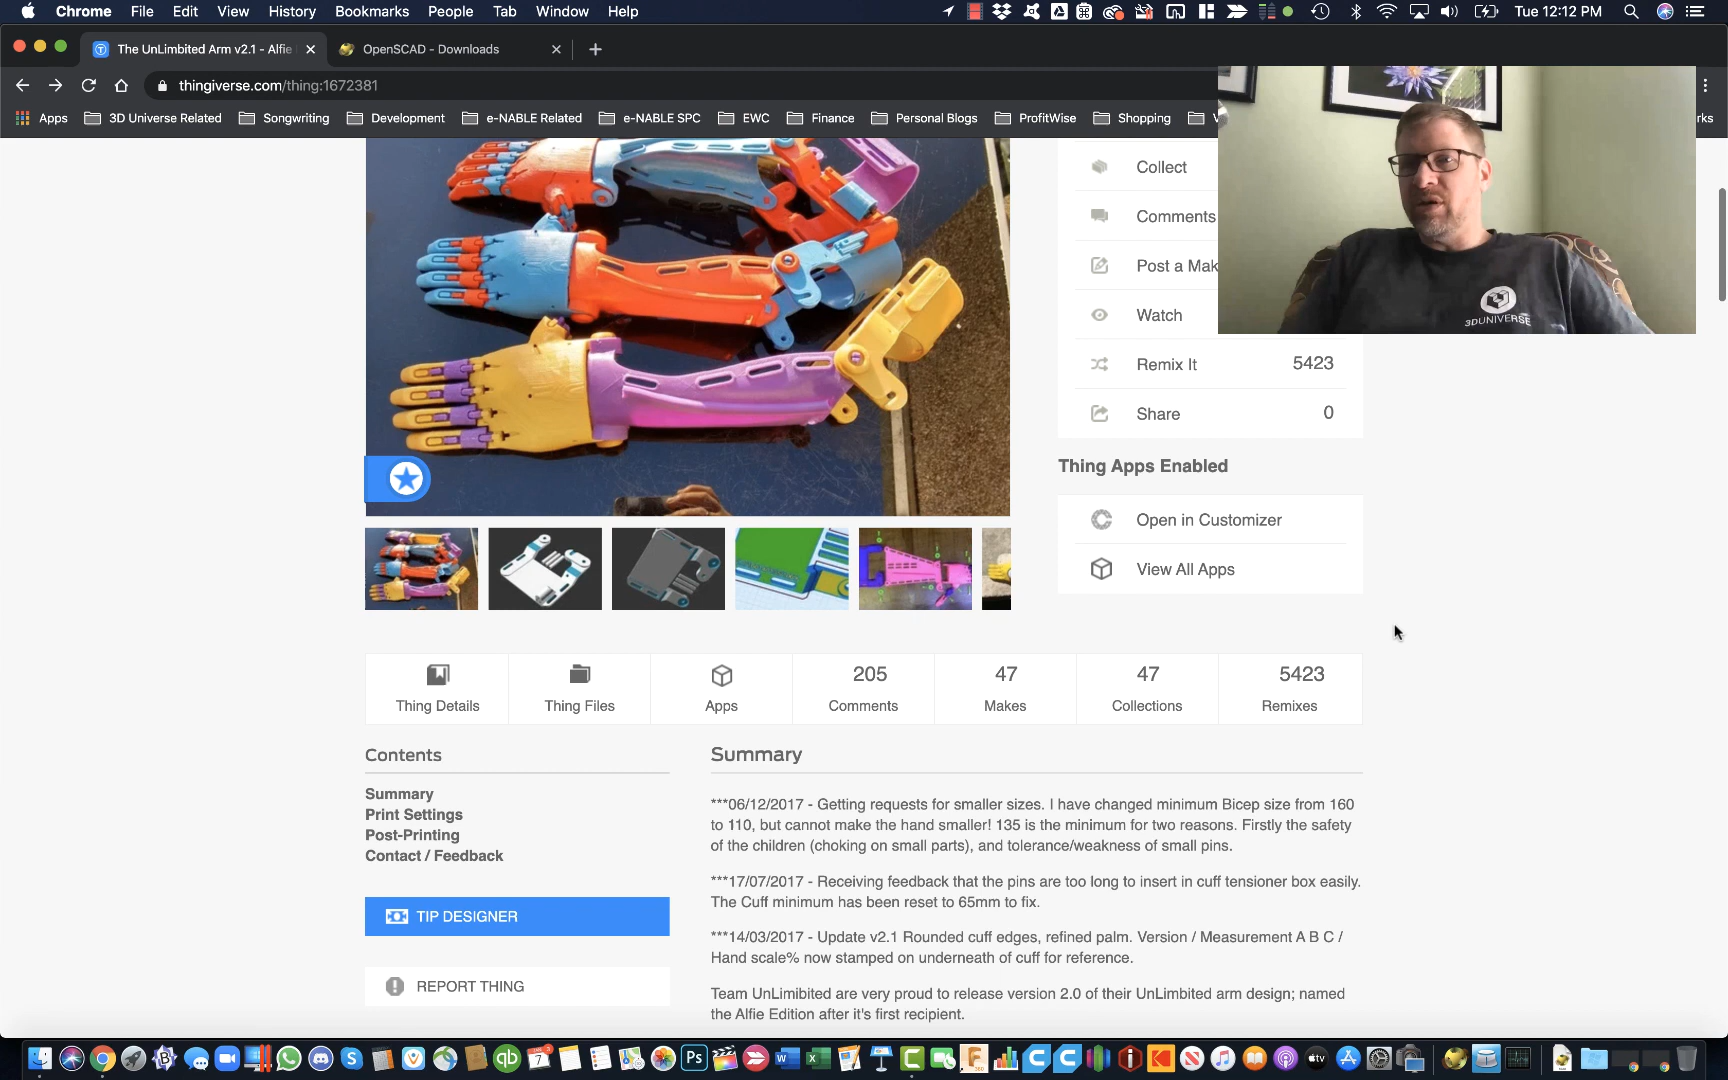 Chrome File Edit View History Bookmarks People Tab Window Help Tue 12:12 PM
The UnLimbited Arm v2.1 - Alfie OpenSCAD - Downloads
thingiverse.com/thing:1672381
Apps 3D Universe Related Songwriting Development e-NABLE Related e-NABLE SPC EWC Finance Personal Blogs ProfitWise Shopping
Collect
Comments
Post a Mak
Watch
3DUNIVERSE
Remix It 5423
Share 0
Thing Apps Enabled
Open in Customizer
View All Apps
205 47 47 5423
Thing Details Thing Files Apps Comments Makes Collections Remixes
Contents
Summary
Print Settings
Post-Printing
Contact / Feedback
TIP DESIGNER
REPORT THING
Summary
***06/12/2017 - Getting requests for smaller sizes. I have changed minimum Bicep size from 160
to 110, but cannot make the hand smaller! 135 is the minimum for two reasons. Firstly the safety
of the children (choking on small parts), and tolerance/weakness of small pins.
***17/07/2017 - Receiving feedback that the pins are too long to insert in cuff tensioner box easily.
The Cuff minimum has been reset to 65mm to fix.
***14/03/2017 - Update v2.1 Rounded cuff edges, refined palm. Version / Measurement A B C /
Hand scale% now stamped on underneath of cuff for reference.
Team UnLimibited are very proud to release version 2.0 of their UnLimbited arm design; named
the Alfie Edition after it's first recipient.